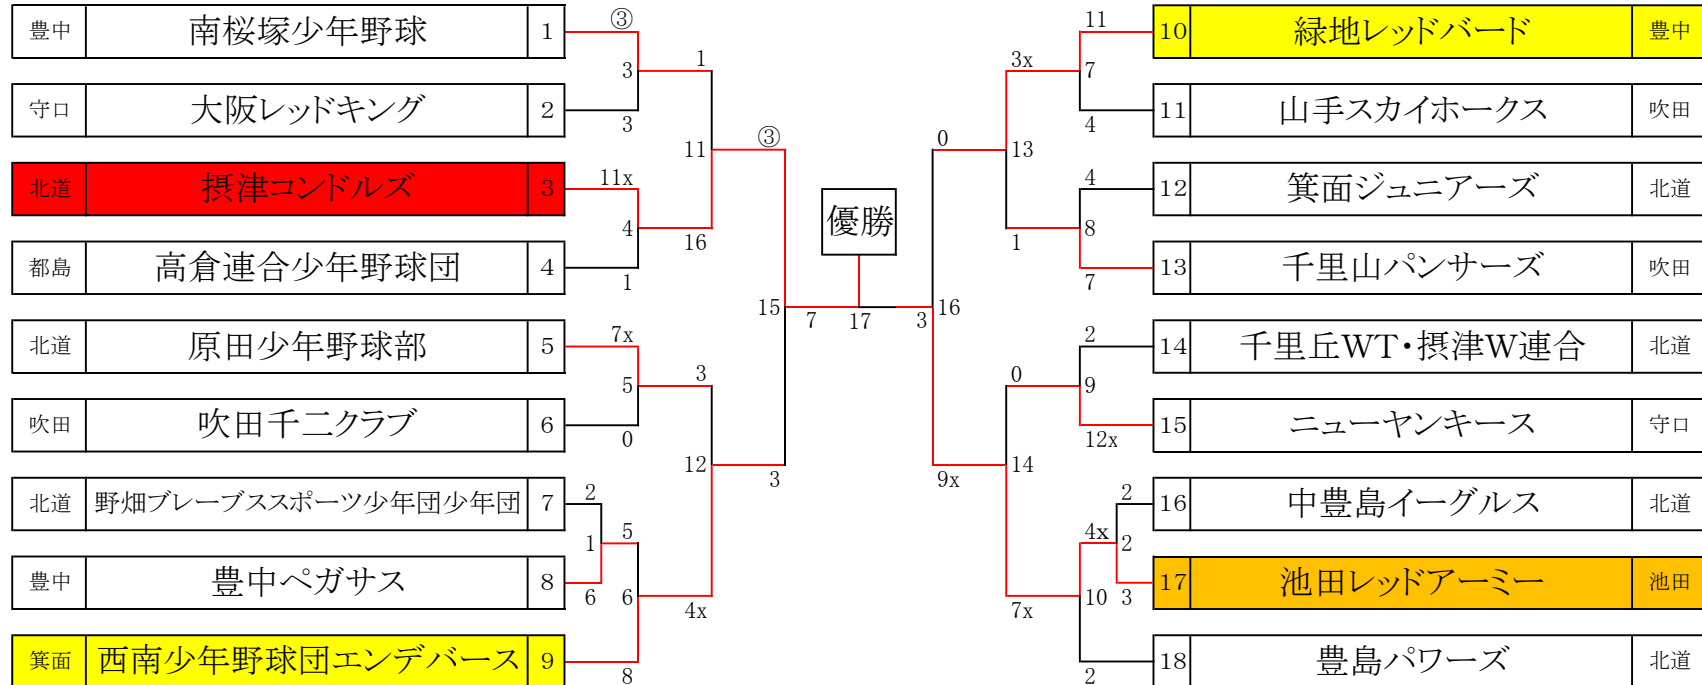 豊中 南桜塚少年野球 1 ③ 11 10 緑地レッドバード 豊中
3 1 3x 7
守口 大阪レッドキング 2 3 4 11 山手スカイホークス 吹田
11 ③ 0 13
北道 摂津コンドルズ 3 11x 4 12 箕面ジュニアーズ 北道
4 16 優勝 1 8
都島 高倉連合少年野球団 4 1 7 13 千里山パンサーズ 吹田
15 7 17 3 16
北道 原田少年野球部 5 7x 2 14 千里丘WT・摂津W連合 北道
5 3 0 9
吹田 吹田千二クラブ 6 0 12x 15 ニューヤンキース 守口
12 3 9x 14
北道 野畑ブレーブススポーツ少年団少年団 7 2 2 16 中豊島イーグルス 北道
1 5 4x 2
豊中 豊中ペガサス 8 6 3 17 池田レッドアーミー 池田
6 4x 7x 10
箕面 西南少年野球団エンデバース 9 8 2 18 豊島パワーズ 北道